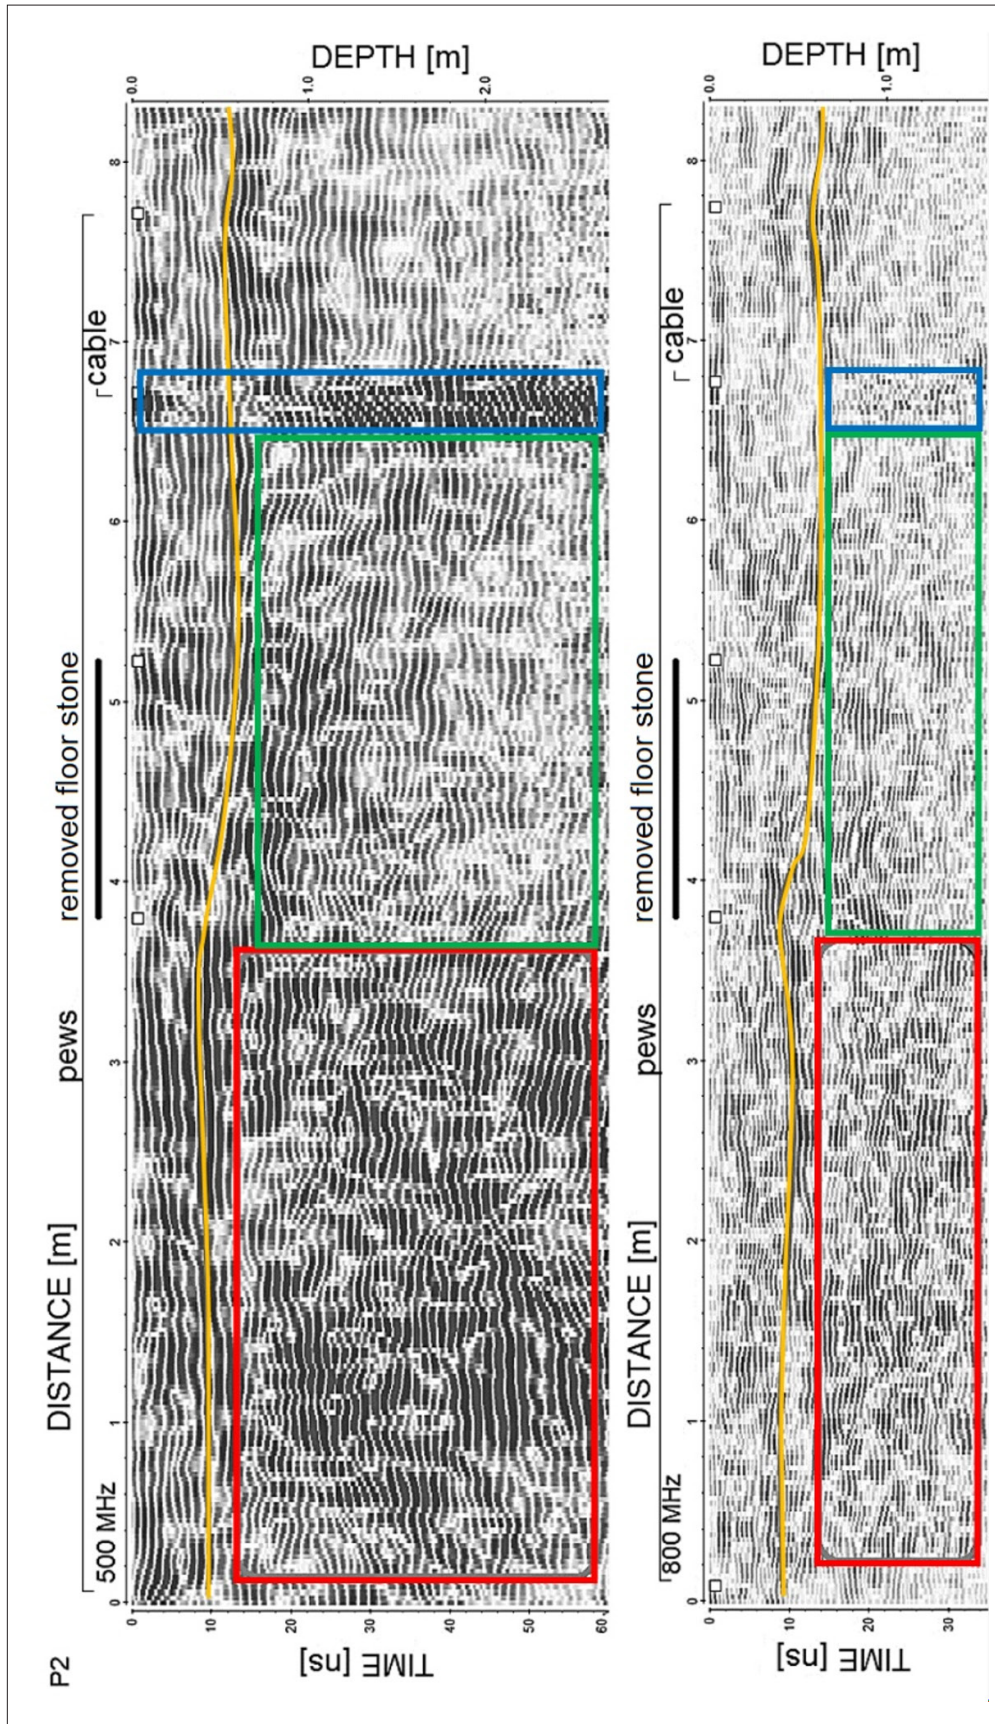 P2
500 MHz
DISTANCE [m]
pews
removed floor stone
cable
0 1 2 3 4 5 6 7 8
TIME [ns]
0 10 20 30 40 50 60
DEPTH [m]
0.0 1.0 2.0
800 MHz
DISTANCE [m]
pews
removed floor stone
cable
0 1 2 3 4 5 6 7 8
TIME [ns]
0 10 20 30
DEPTH [m]
0.0 1.0